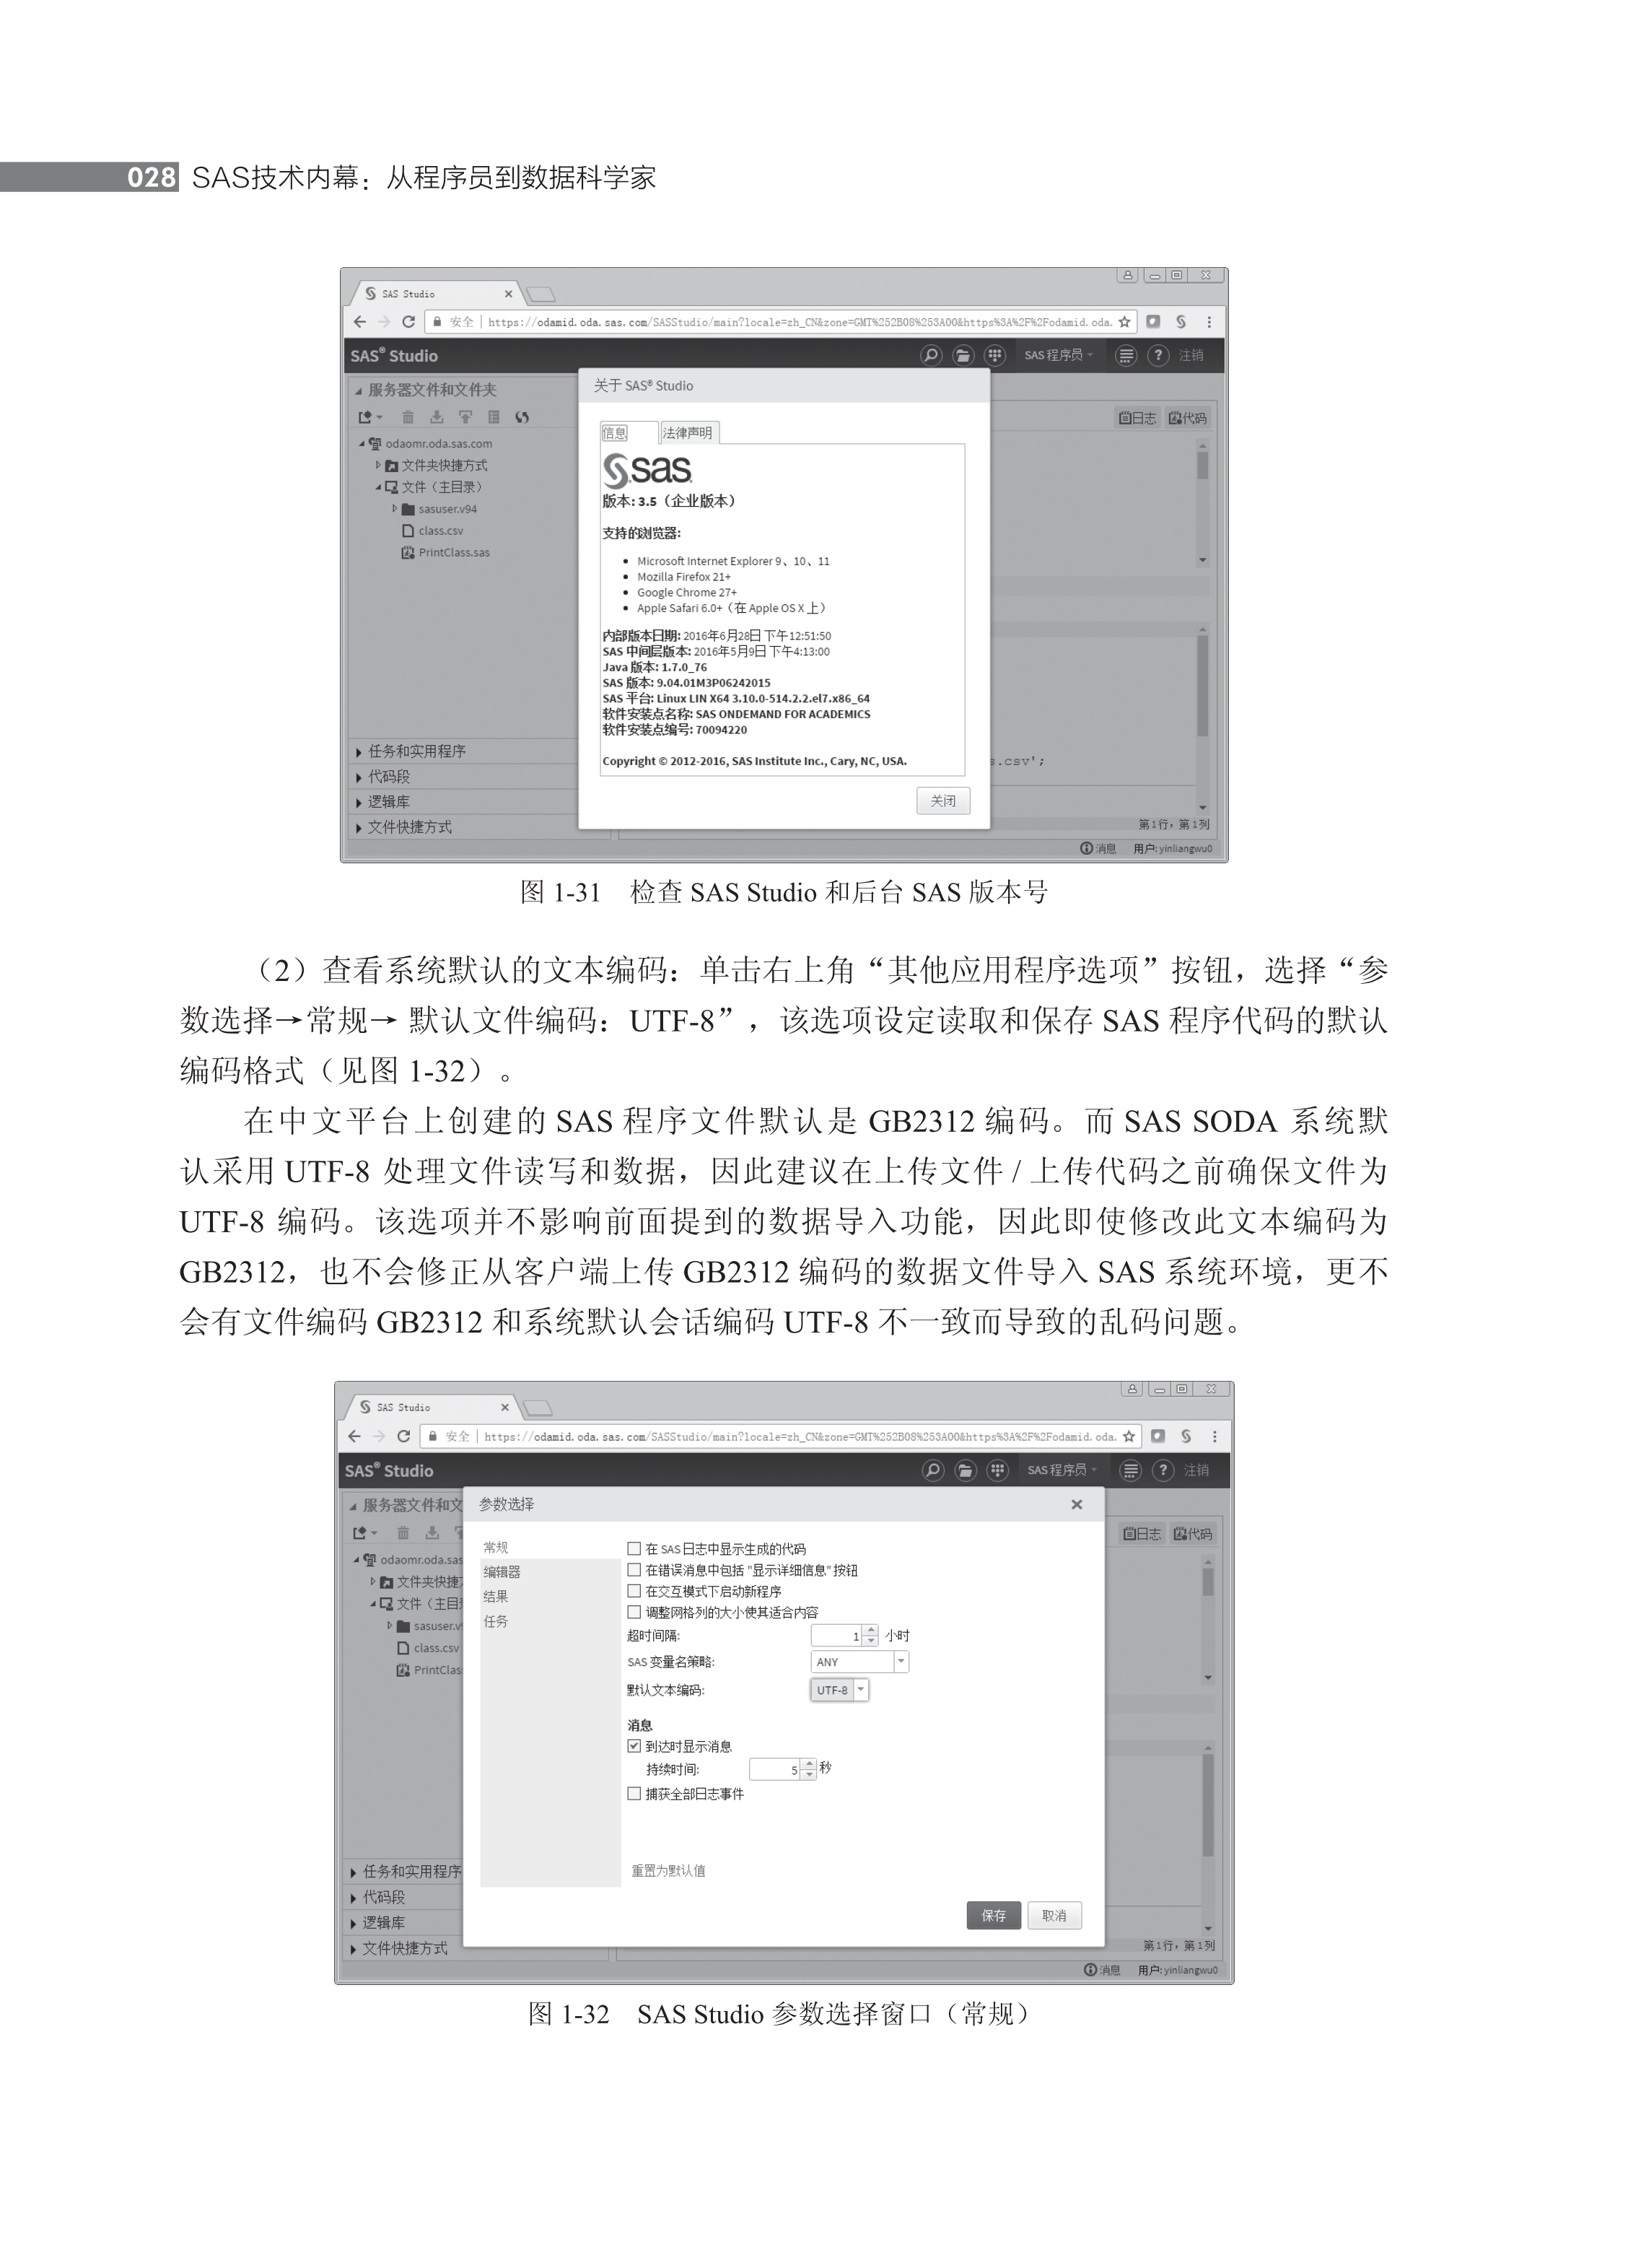 028 SAS技术内幕：从程序员到数据科学家
SAS Studio
安全 https://odamid.oda.sas.com/SASStudio/main?locale=zh_CN&zone=GMT%252B08%253A00&https%3A%2F%2Fodamid.oda.
SAS® Studio
SAS 程序员
注销
服务器文件和文件夹
odaomr.oda.sas.com
文件夹快捷方式
文件（主目录）
sasuser.v94
class.csv
PrintClass.sas
任务和实用程序
代码段
逻辑库
文件快捷方式
关于 SAS® Studio
信息 法律声明
sas
版本: 3.5（企业版本）
支持的浏览器:
• Microsoft Internet Explorer 9、10、11
• Mozilla Firefox 21+
• Google Chrome 27+
• Apple Safari 6.0+（在 Apple OS X 上）
内部版本日期: 2016年6月28日 下午12:51:50
SAS 中间层版本: 2016年5月9日 下午4:13:00
Java 版本: 1.7.0_76
SAS 版本: 9.04.01M3P06242015
SAS 平台: Linux LIN X64 3.10.0-514.2.2.el7.x86_64
软件安装点名称: SAS ONDEMAND FOR ACADEMICS
软件安装点编号: 70094220
Copyright © 2012-2016, SAS Institute Inc., Cary, NC, USA.
关闭
日志 代码
s.csv';
第1行，第1列
消息 用户: yinliangwu0
图 1-31 检查 SAS Studio 和后台 SAS 版本号
（2）查看系统默认的文本编码：单击右上角“其他应用程序选项”按钮，选择“参
数选择→常规→ 默认文件编码：UTF-8”，该选项设定读取和保存 SAS 程序代码的默认
编码格式（见图 1-32）。
在中文平台上创建的 SAS 程序文件默认是 GB2312 编码。而 SAS SODA 系统默
认采用 UTF-8 处理文件读写和数据，因此建议在上传文件 / 上传代码之前确保文件为
UTF-8 编码。该选项并不影响前面提到的数据导入功能，因此即使修改此文本编码为
GB2312，也不会修正从客户端上传 GB2312 编码的数据文件导入 SAS 系统环境，更不
会有文件编码 GB2312 和系统默认会话编码 UTF-8 不一致而导致的乱码问题。
SAS Studio
安全 https://odamid.oda.sas.com/SASStudio/main?locale=zh_CN&zone=GMT%252B08%253A00&https%3A%2F%2Fodamid.oda.
SAS® Studio
SAS 程序员
注销
服务器文件和文
odaomr.oda.sas
文件夹快捷
文件（主目
sasuser.v
class.csv
PrintClas
任务和实用程序
代码段
逻辑库
文件快捷方式
参数选择
常规
编辑器
结果
任务
在 SAS 日志中显示生成的代码
在错误消息中包括 "显示详细信息" 按钮
在交互模式下启动新程序
调整网格列的大小使其适合内容
超时间隔: 1 小时
SAS 变量名策略: ANY
默认文本编码: UTF-8
消息
到达时显示消息
持续时间: 5 秒
捕获全部日志事件
重置为默认值
保存 取消
日志 代码
第1行，第1列
消息 用户: yinliangwu0
图 1-32 SAS Studio 参数选择窗口（常规）